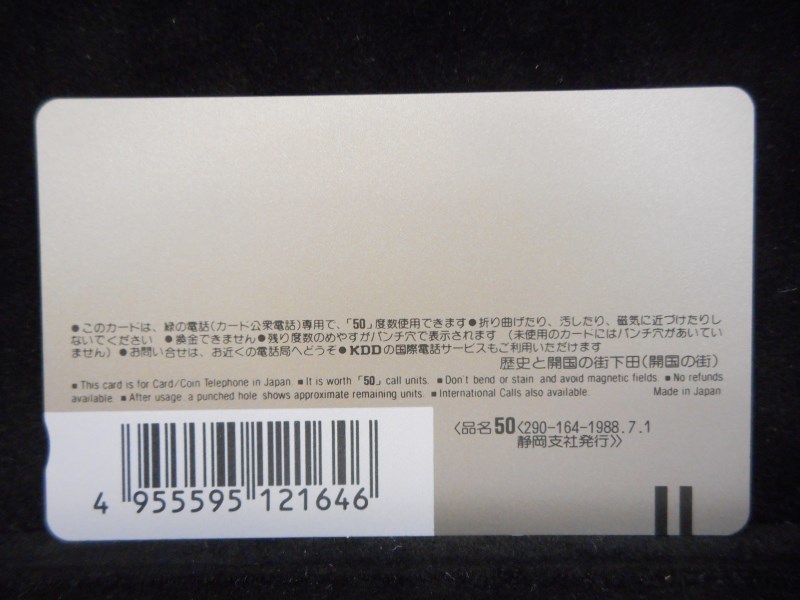 ●このカードは、緑の電話(カード公衆電話)専用で、「50」度数使用できます●折り曲げたり、汚したり、磁気に近づけたりし
ないでください ●換金できません●残り度数のめやすがパンチ穴で表示されます (未使用のカードにはパンチ穴があいてい
ません)●お問い合せは、お近くの電話局へどうぞ●KDDの国際電話サービスもご利用いただけます
歴史と開国の街下田(開国の街)
■This card is for Card/Coin Telephone in Japan. ■It is worth 「50」 call units. ■Don't bend or stain and avoid magnetic fields. ■No refunds
available. ■After usage, a punched hole shows approximate remaining units. ■International Calls also available. Made in Japan
〈品名50〈290-164-1988.7.1
静岡支社発行》
4 955595 121646